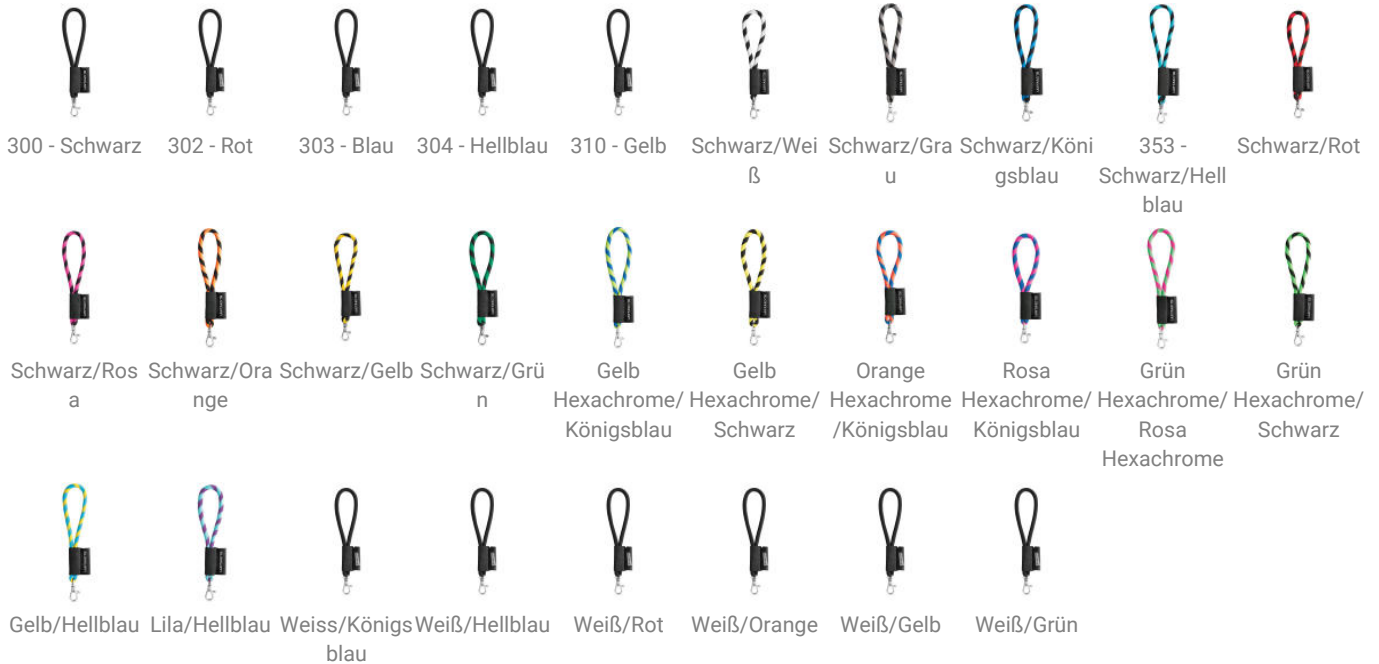 300 - Schwarz 302 - Rot 303 - Blau 304 - Hellblau 310 - Gelb Schwarz/Wei Schwarz/Gra Schwarz/Köni 353 - Schwarz/Rot
ß u gsblau Schwarz/Hell
blau
Schwarz/Ros Schwarz/Ora Schwarz/Gelb Schwarz/Grü Gelb Gelb Orange Rosa Grün Grün
a nge n Hexachrome/ Hexachrome/ Hexachrome Hexachrome/ Hexachrome/ Hexachrome/
Königsblau Schwarz /Königsblau Königsblau Rosa Schwarz
Hexachrome
Gelb/Hellblau Lila/Hellblau Weiss/Königs Weiß/Hellblau Weiß/Rot Weiß/Orange Weiß/Gelb Weiß/Grün
blau